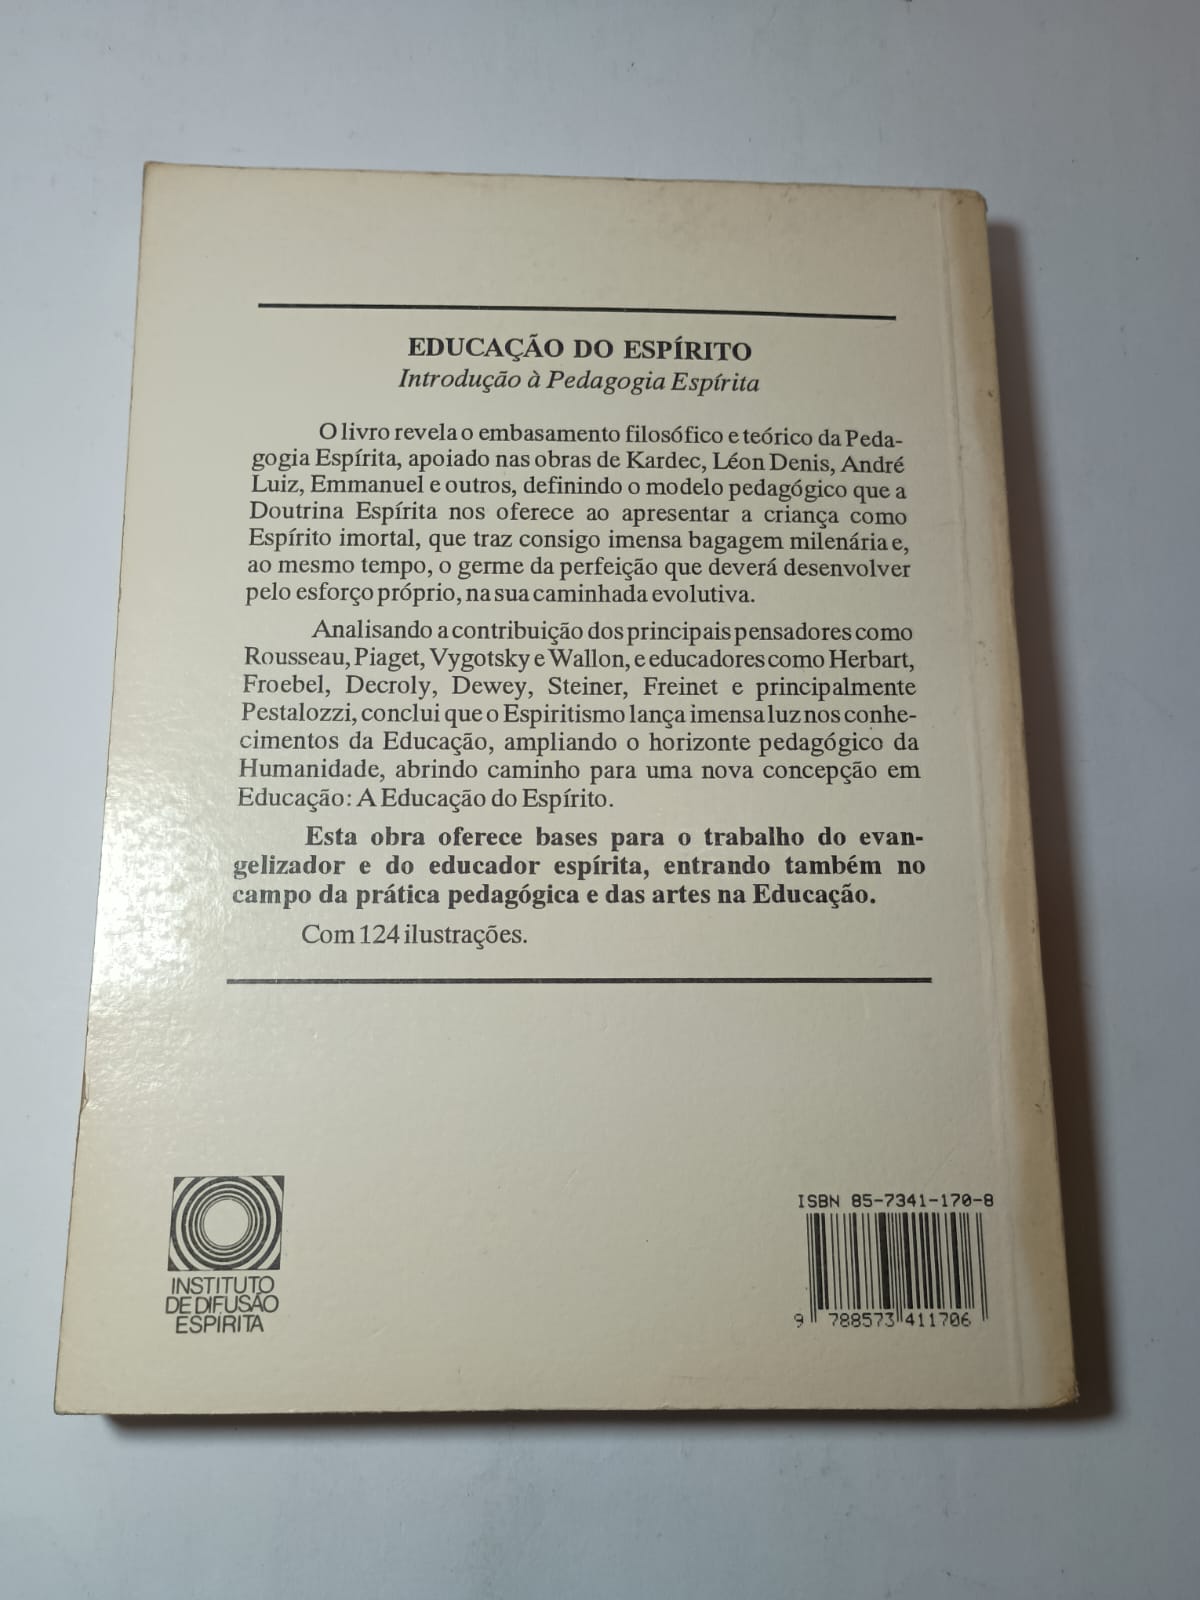 EDUCAÇÃO DO ESPÍRITO
Introdução à Pedagogia Espírita
O livro revela o embasamento filosófico e teórico da Peda-
gogia Espírita, apoiado nas obras de Kardec, Léon Denis, André
Luiz, Emmanuel e outros, definindo o modelo pedagógico que a
Doutrina Espírita nos oferece ao apresentar a criança como
Espírito imortal, que traz consigo imensa bagagem milenária e,
ao mesmo tempo, o germe da perfeição que deverá desenvolver
pelo esforço próprio, na sua caminhada evolutiva.
Analisando a contribuição dos principais pensadores como
Rousseau, Piaget, Vygotsky e Wallon, e educadores como Herbart,
Froebel, Decroly, Dewey, Steiner, Freinet e principalmente
Pestalozzi, conclui que o Espiritismo lança imensa luz nos conhe-
cimentos da Educação, ampliando o horizonte pedagógico da
Humanidade, abrindo caminho para uma nova concepção em
Educação: A Educação do Espírito.
Esta obra oferece bases para o trabalho do evan-
gelizador e do educador espírita, entrando também no
campo da prática pedagógica e das artes na Educação.
Com 124 ilustrações.
INSTITUTO
DE DIFUSÃO
ESPÍRITA
ISBN 85-7341-170-8
9 788573 411706